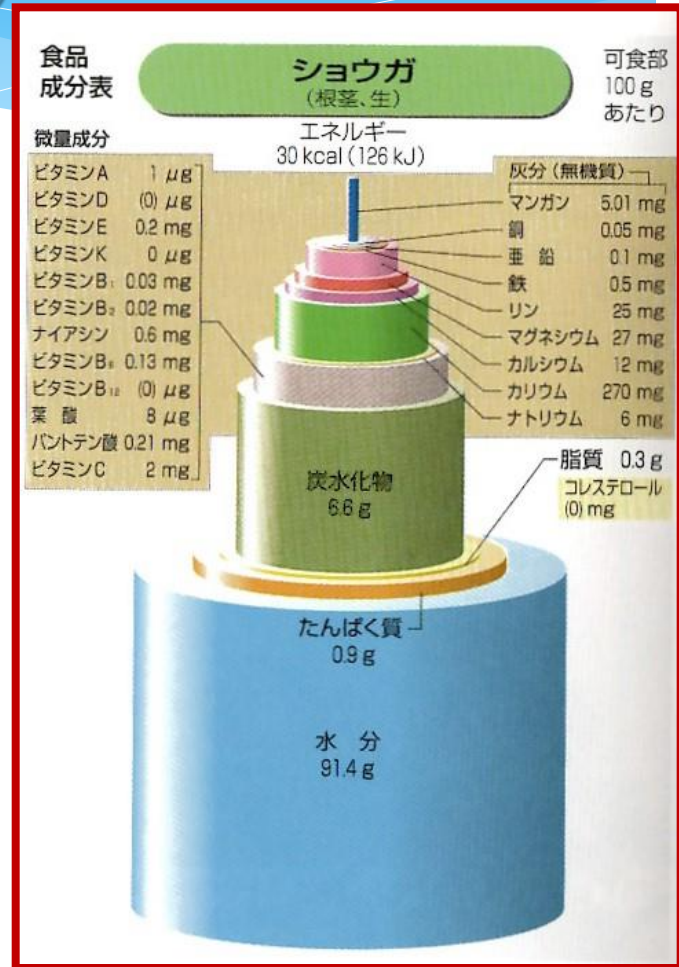 食品
成分表
ショウガ
(根茎、生)
可食部
100g
あたり
エネルギー
30 kcal (126 kJ)
微量成分
ビタミンA 1 μg
ビタミンD (0) μg
ビタミンE 0.2 mg
ビタミンK 0 μg
ビタミンB₁ 0.03 mg
ビタミンB₂ 0.02 mg
ナイアシン 0.6 mg
ビタミンB₆ 0.13 mg
ビタミンB₁₂ (0) μg
葉酸 8 μg
パントテン酸 0.21 mg
ビタミンC 2 mg
灰分(無機質)
マンガン 5.01 mg
銅 0.05 mg
亜鉛 0.1 mg
鉄 0.5 mg
リン 25 mg
マグネシウム 27 mg
カルシウム 12 mg
カリウム 270 mg
ナトリウム 6 mg
脂質 0.3 g
コレステロール
(0) mg
炭水化物
6.6 g
たんぱく質
0.9 g
水分
91.4 g